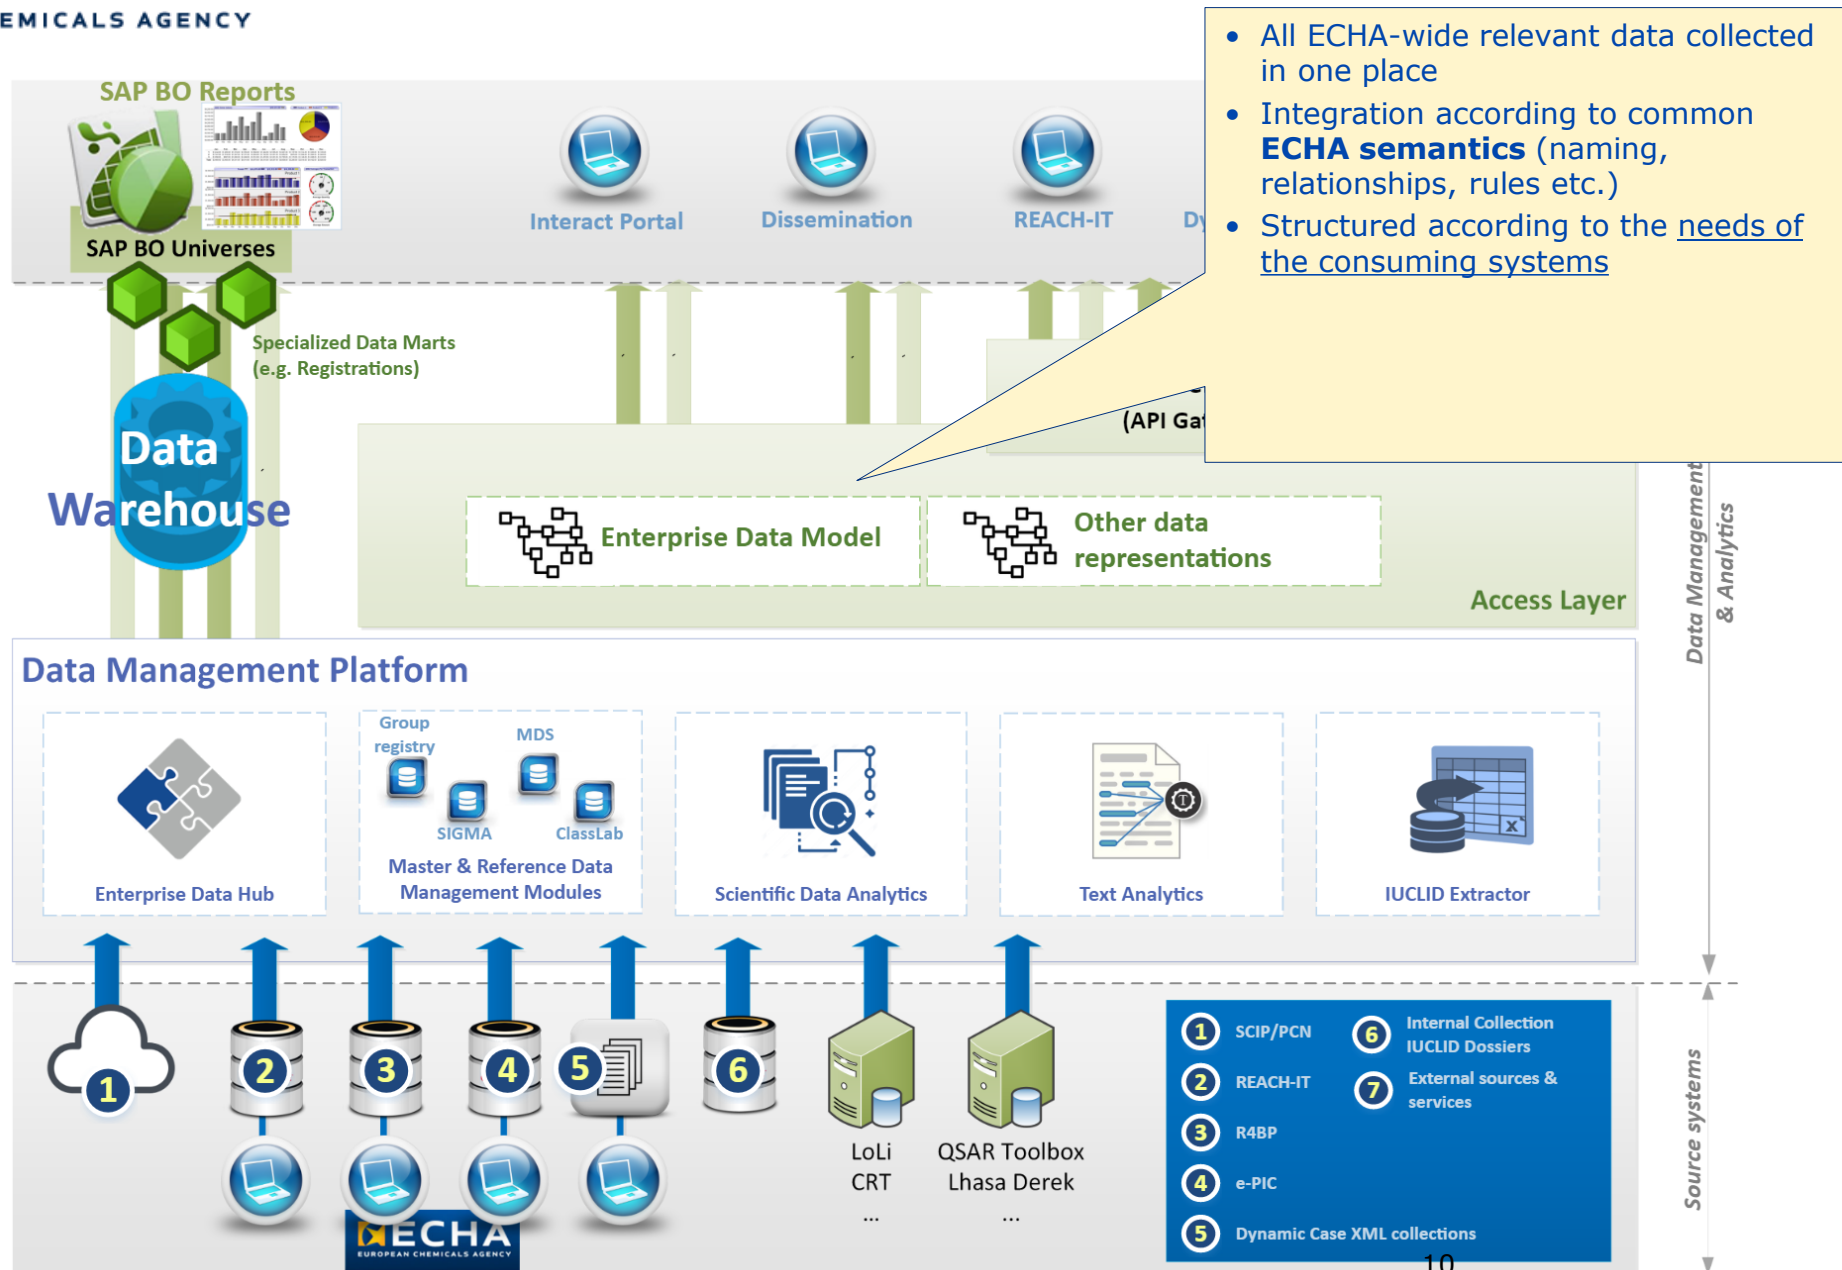 EMICALS AGENCY
• All ECHA-wide relevant data collected
in one place
• Integration according to common
ECHA semantics (naming,
relationships, rules etc.)
• Structured according to the needs of
the consuming systems
SAP BO Reports
SAP BO Universes
Interact Portal
Dissemination
REACH-IT
Dy
Specialized Data Marts
(e.g. Registrations)
(API Gat
Data
Warehouse
Enterprise Data Model
Other data
representations
Access Layer
Data Management
& Analytics
Data Management Platform
Group
registry
MDS
SIGMA
ClassLab
Enterprise Data Hub
Master & Reference Data
Management Modules
Scientific Data Analytics
Text Analytics
IUCLID Extractor
1
2
3
4
5
6
LoLi
CRT
...
QSAR Toolbox
Lhasa Derek
...
1 SCIP/PCN
2 REACH-IT
3 R4BP
4 e-PIC
5 Dynamic Case XML collections
6 Internal Collection
IUCLID Dossiers
7 External sources &
services
Source systems
ECHA
EUROPEAN CHEMICALS AGENCY
10